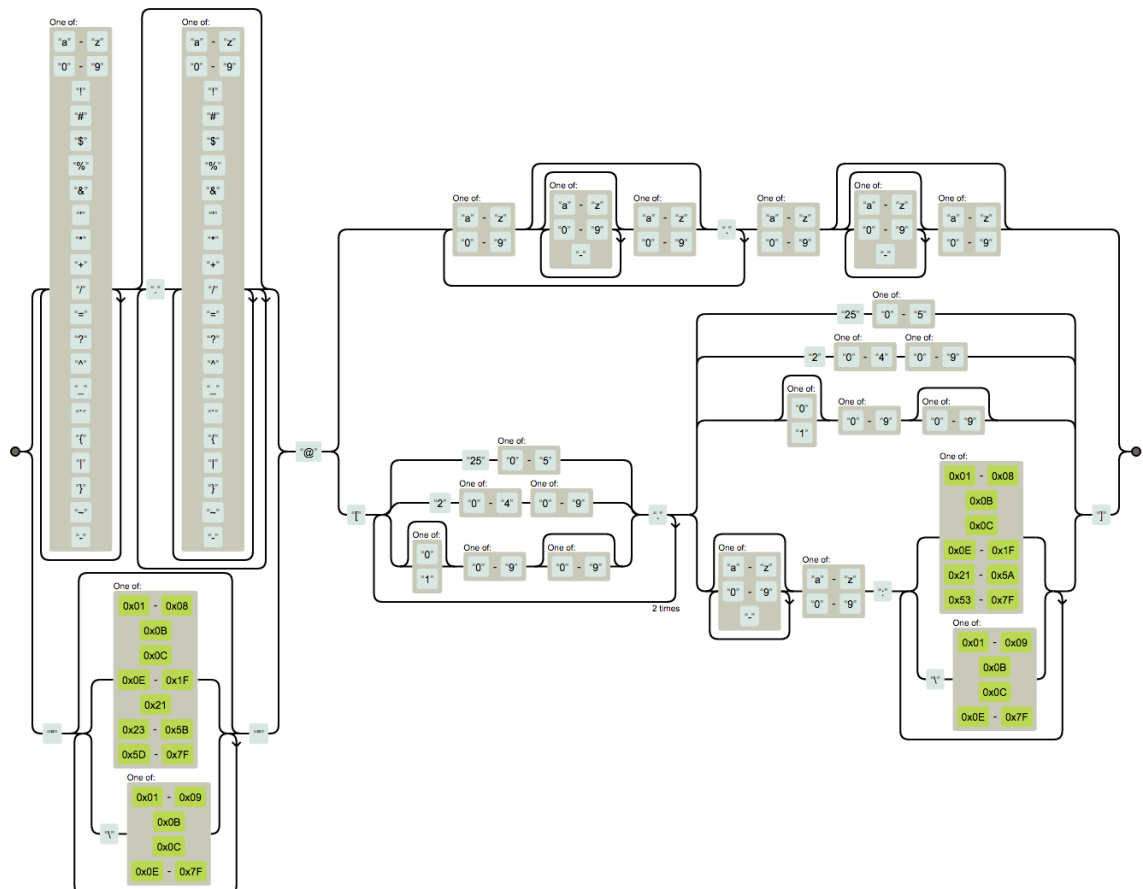 One of:
“a” - “z”
“0” - “9”
“!”
“#”
“$”
“%”
“&”
“'”
“*”
“+”
“/”
“=”
“?”
“^”
“_”
“`”
“{”
“|”
“}”
“~”
“-”
“.”
One of:
“a” - “z”
“0” - “9”
“!”
“#”
“$”
“%”
“&”
“'”
“*”
“+”
“/”
“=”
“?”
“^”
“_”
“`”
“{”
“|”
“}”
“~”
“-”
“"”
One of:
0x01 - 0x08
0x0B
0x0C
0x0E - 0x1F
0x21
0x23 - 0x5B
0x5D - 0x7F
“\”
One of:
0x01 - 0x09
0x0B
0x0C
0x0E - 0x7F
“"”
“@”
One of:
“a” - “z”
“0” - “9”
One of:
“a” - “z”
“0” - “9”
“-”
One of:
“a” - “z”
“0” - “9”
“.”
One of:
“a” - “z”
“0” - “9”
One of:
“a” - “z”
“0” - “9”
“-”
One of:
“a” - “z”
“0” - “9”
“[”
“25”
One of:
“0” - “5”
“2”
One of:
“0” - “4”
One of:
“0” - “9”
One of:
“0”
“1”
One of:
“0” - “9”
One of:
“0” - “9”
“.”
2 times
“25”
One of:
“0” - “5”
“2”
One of:
“0” - “4”
One of:
“0” - “9”
One of:
“0”
“1”
One of:
“0” - “9”
One of:
“0” - “9”
One of:
“a” - “z”
“0” - “9”
“-”
One of:
“a” - “z”
“0” - “9”
“:”
One of:
0x01 - 0x08
0x0B
0x0C
0x0E - 0x1F
0x21 - 0x5A
0x53 - 0x7F
“\”
One of:
0x01 - 0x09
0x0B
0x0C
0x0E - 0x7F
“]”